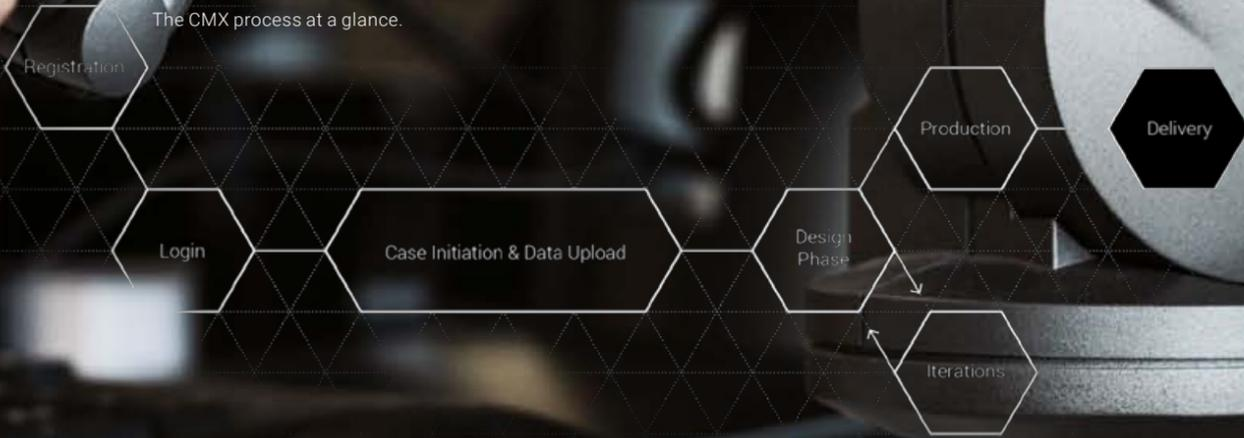 The CMX process at a glance.
Registration
Login
Case Initiation & Data Upload
Design
Phase
Production
Delivery
Iterations